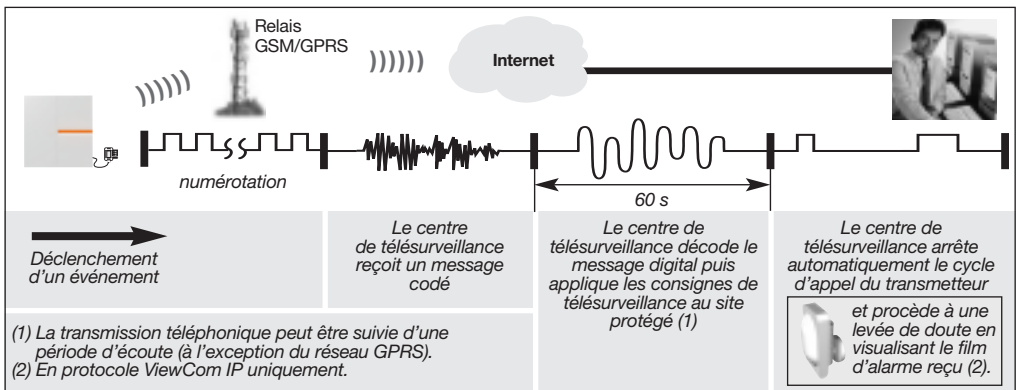 Relais
GSM/GPRS
Internet
numérotation
60 s
Déclenchement
d'un événement
Le centre
de télésurveillance
reçoit un message
codé
Le centre de
télésurveillance décode le
message digital puis
applique les consignes de
télésurveillance au site
protégé (1)
Le centre de
télésurveillance arrête
automatiquement le cycle
d'appel du transmetteur
et procède à une
levée de doute en
visualisant le film
d'alarme reçu (2).
(1) La transmission téléphonique peut être suivie d'une
période d'écoute (à l'exception du réseau GPRS).
(2) En protocole ViewCom IP uniquement.